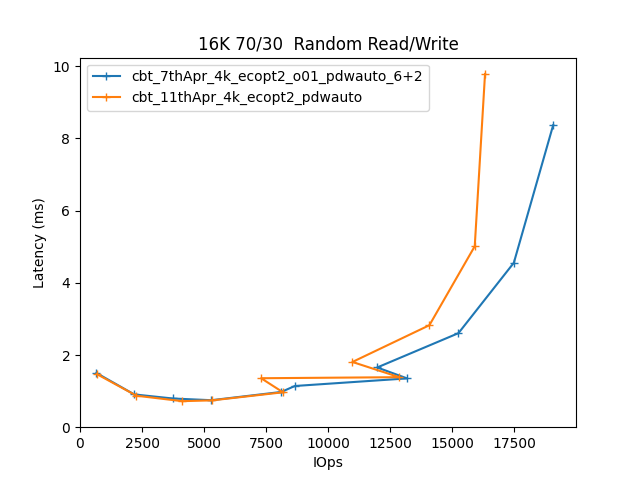 16K 70/30  Random Read/Write
cbt_7thApr_4k_ecopt2_o01_pdwauto_6+2
cbt_11thApr_4k_ecopt2_pdwauto
10
8
6
4
2
0
Latency (ms)
0 2500 5000 7500 10000 12500 15000 17500
IOps